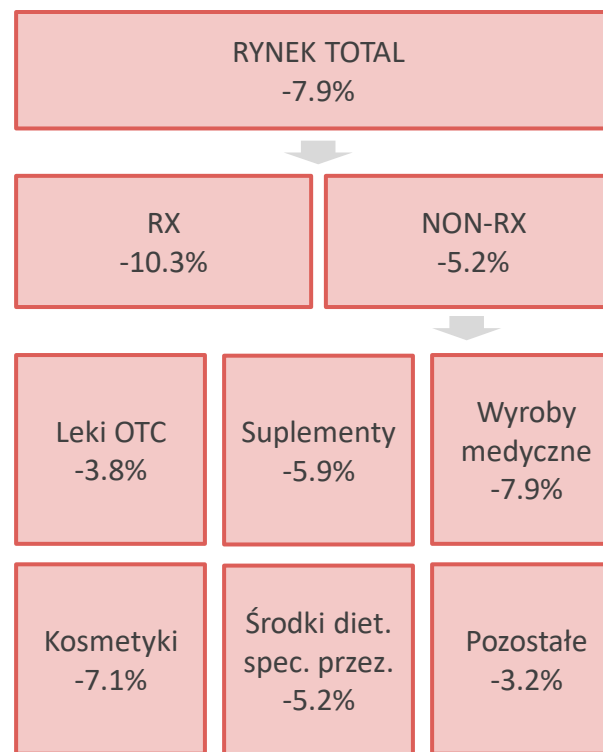 RYNEK TOTAL
-7.9%
RX
-10.3%
NON-RX
-5.2%
Leki OTC
-3.8%
Suplementy
-5.9%
Wyroby
medyczne
-7.9%
Kosmetyki
-7.1%
Środki diet.
spec. przez.
-5.2%
Pozostałe
-3.2%